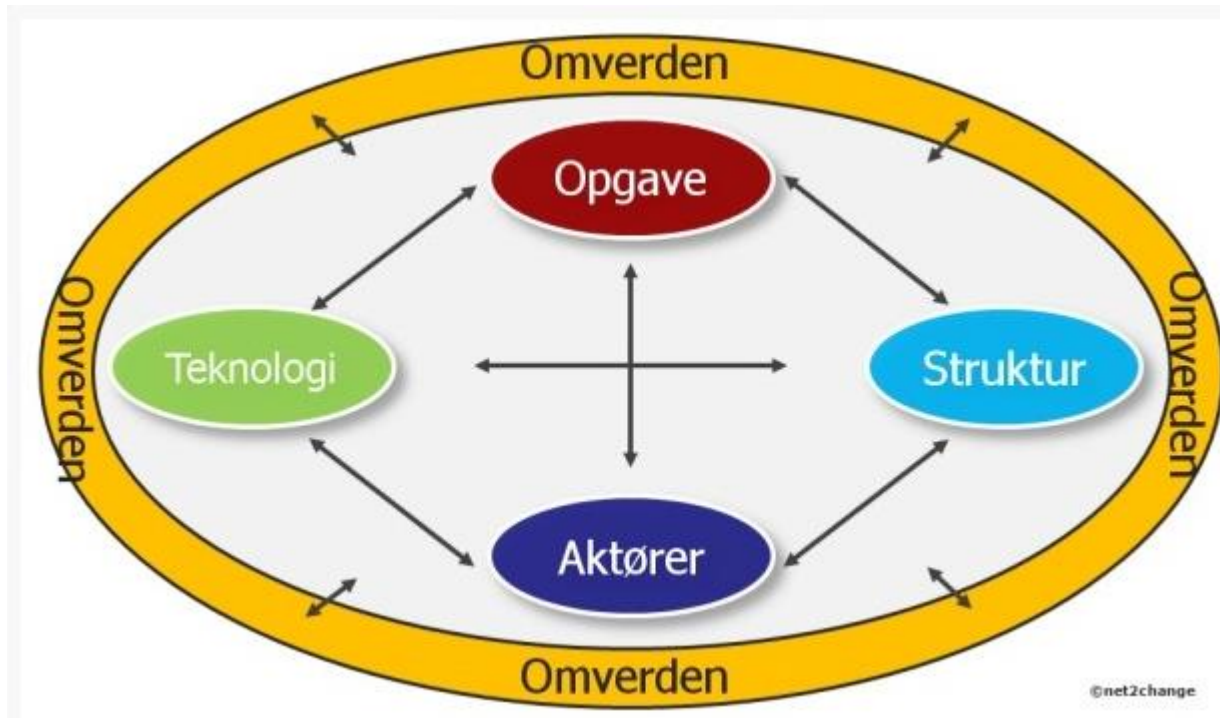 Omverden
Opgave
Omverden
Teknologi
Struktur
Omverden
Aktører
Omverden
©net2change